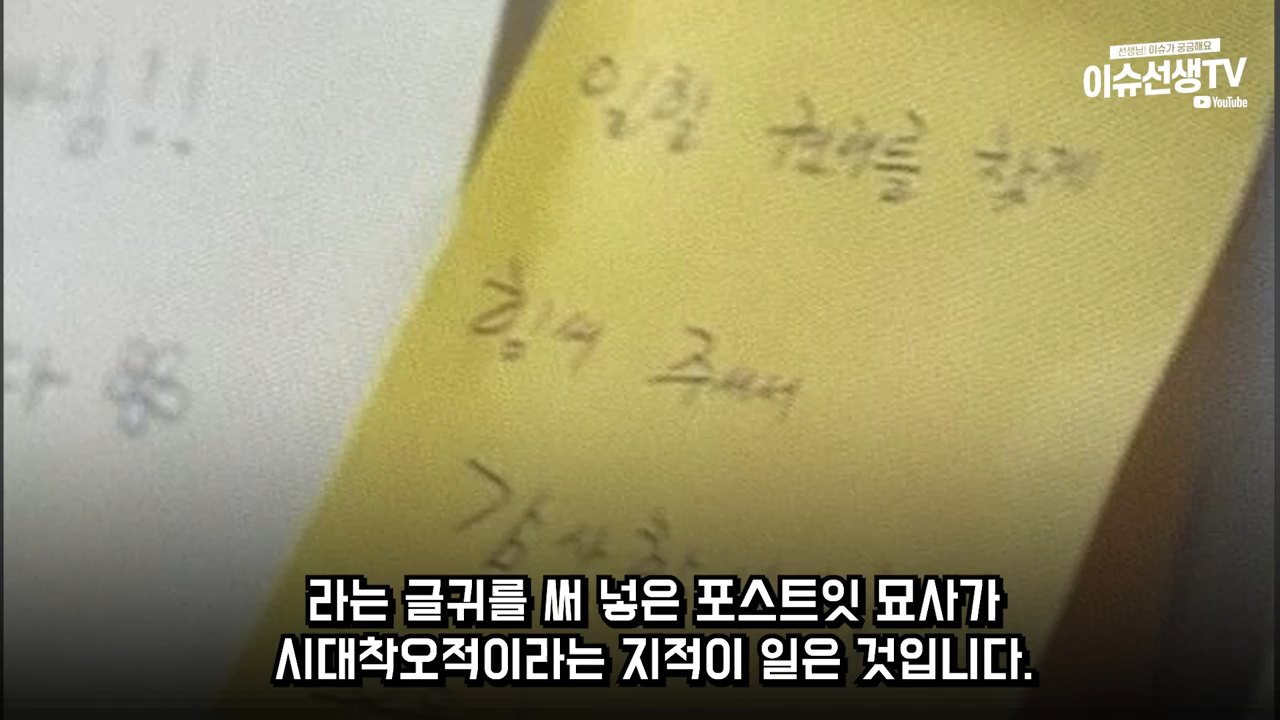 선생님! 이슈가 궁금해요
이슈선생TV
YouTube
일할 권리를 함께
힘써 주셔서
라는 글귀를 써 넣은 포스트잇 묘사가
시대착오적이라는 지적이 일은 것입니다.